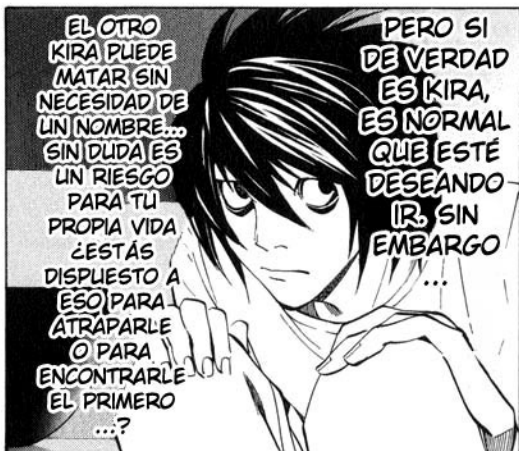 PERO SI
DE VERDAD
ES KIRA,
ES NORMAL
QUE ESTÉ
DESEANDO
IR. SIN
EMBARGO
...
EL OTRO
KIRA PUEDE
MATAR SIN
NECESIDAD DE
UN NOMBRE...
SIN DUDA ES
UN RIESGO
PARA TU
PROPIA VIDA
¿ESTÁS
DISPUESTO A
ESO PARA
ATRAPARLE
O PARA
ENCONTRARLE
EL PRIMERO
...?